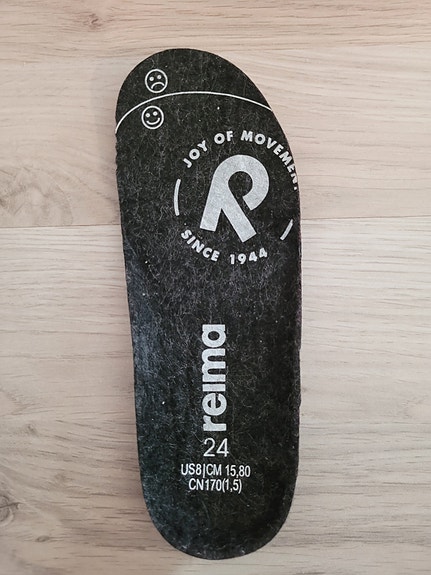 JOY OF MOVEMENT
SINCE 1944
reima
24
US8|CM 15,80
CN170(1,5)